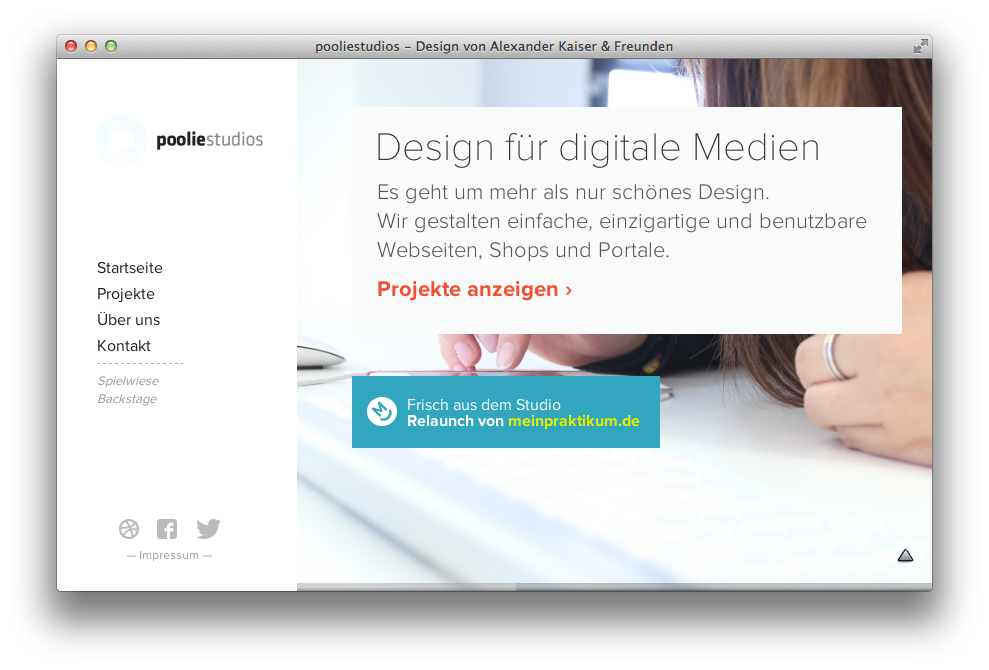 pooliestudios – Design von Alexander Kaiser & Freunden
pooliestudios
Startseite
Projekte
Über uns
Kontakt
Spielwiese
Backstage
— Impressum —
Design für digitale Medien
Es geht um mehr als nur schönes Design.
Wir gestalten einfache, einzigartige und benutzbare
Webseiten, Shops und Portale.
Projekte anzeigen ›
Frisch aus dem Studio
Relaunch von meinpraktikum.de